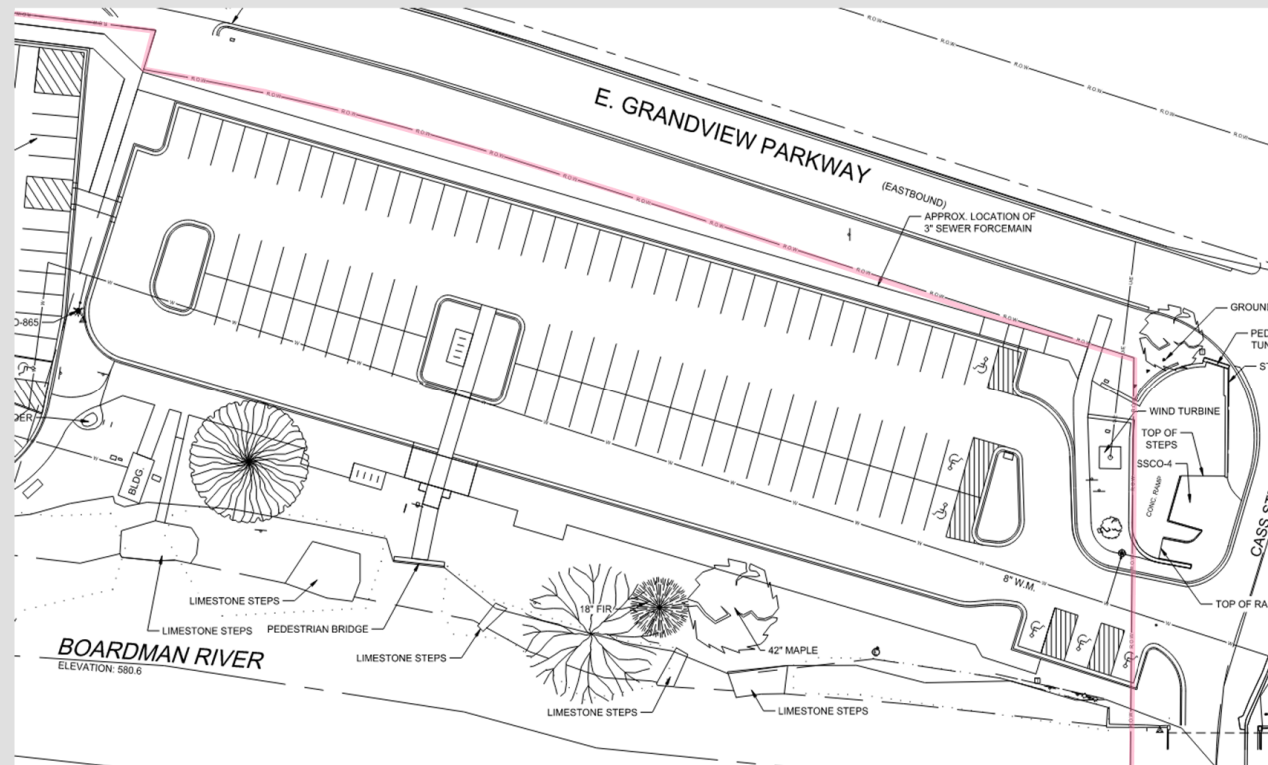 E. GRANDVIEW PARKWAY
(EASTBOUND)
APPROX. LOCATION OF
3" SEWER FORCEMAIN
WIND TURBINE
TOP OF
STEPS
SSCO-4
CONC. RAMP
8" W.M.
BLDG.
LIMESTONE STEPS
LIMESTONE STEPS
PEDESTRIAN BRIDGE
LIMESTONE STEPS
18" FIR
42" MAPLE
LIMESTONE STEPS
LIMESTONE STEPS
BOARDMAN RIVER
ELEVATION: 580.6